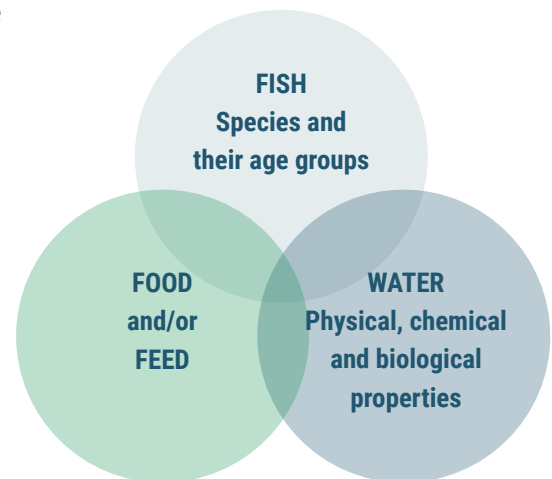 FISH
Species and
their age groups
FOOD
and/or
FEED
WATER
Physical, chemical
and biological
properties